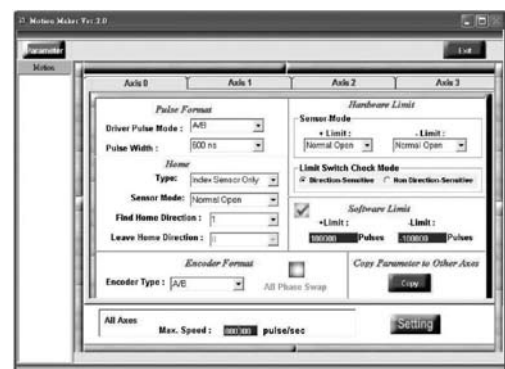 Motion Maker Ver 2.0
Parameter
Exit
Motion
Axis 0 Axis 1 Axis 2 Axis 3
Pulse Format
Driver Pulse Mode : A/B
Pulse Width : 600 ns
Home
Type: Index Sensor Only
Sensor Mode: Normal Open
Find Home Direction : 1
Leave Home Direction :
Encoder Format
Encoder Type : A/B
All Phase Swap
Hardware Limit
Sensor Mode
+ Limit : - Limit :
Normal Open Normal Open
Limit Switch Check Mode
Direction-Sensitive Non Direction-Sensitive
Software Limit
+Limit : -Limit :
Pulses Pulses
Copy Parameter to Other Axes
Copy
All Axes
Max. Speed : pulse/sec
Setting